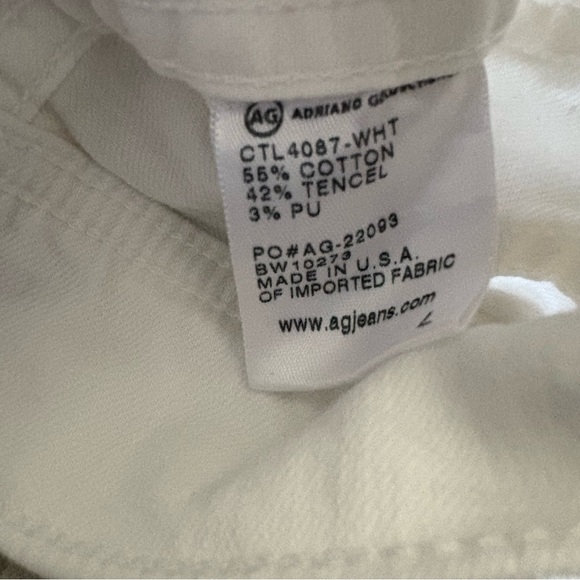 AG ADRIANO GOLDSCHMIED
CTL4087-WHT
55% COTTON
42% TENCEL
3% PU
PO#AG-22093
BW10273
MADE IN U.S.A.
OF IMPORTED FABRIC
www.agjeans.com